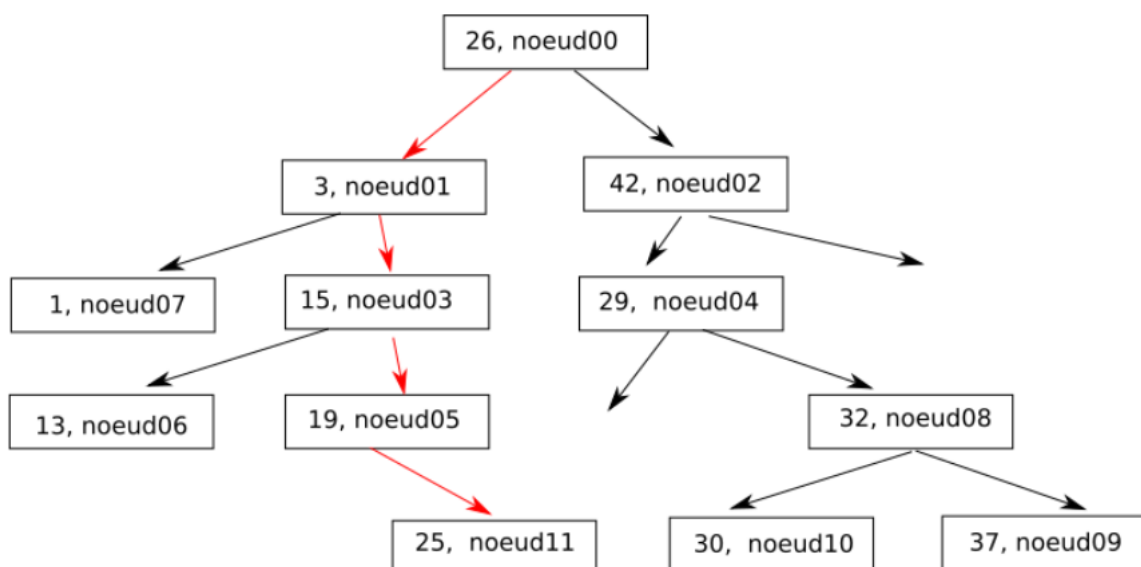 26, noeud00
3, noeud01
42, noeud02
1, noeud07
15, noeud03
29, noeud04
13, noeud06
19, noeud05
32, noeud08
25, noeud11
30, noeud10
37, noeud09